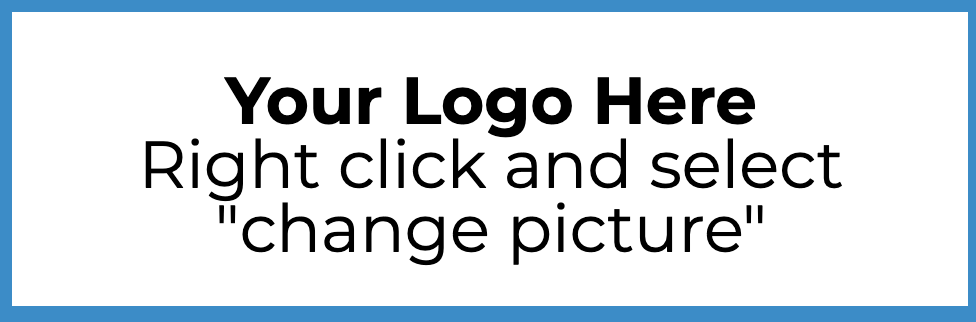 Your Logo Here
Right click and select
"change picture"